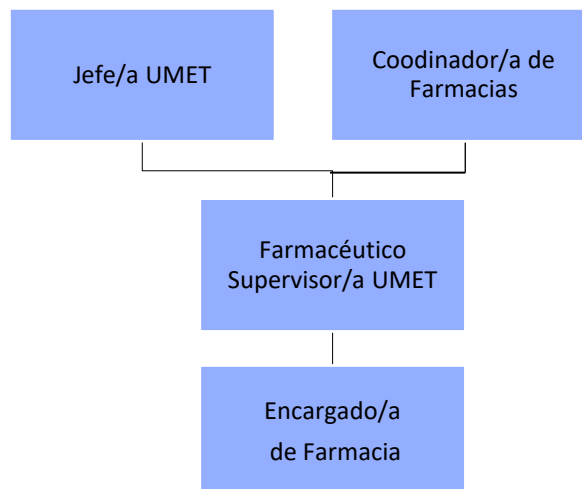 Jefe/a UMET
Coodinador/a de
Farmacias
Farmacéutico
Supervisor/a UMET
Encargado/a
de Farmacia